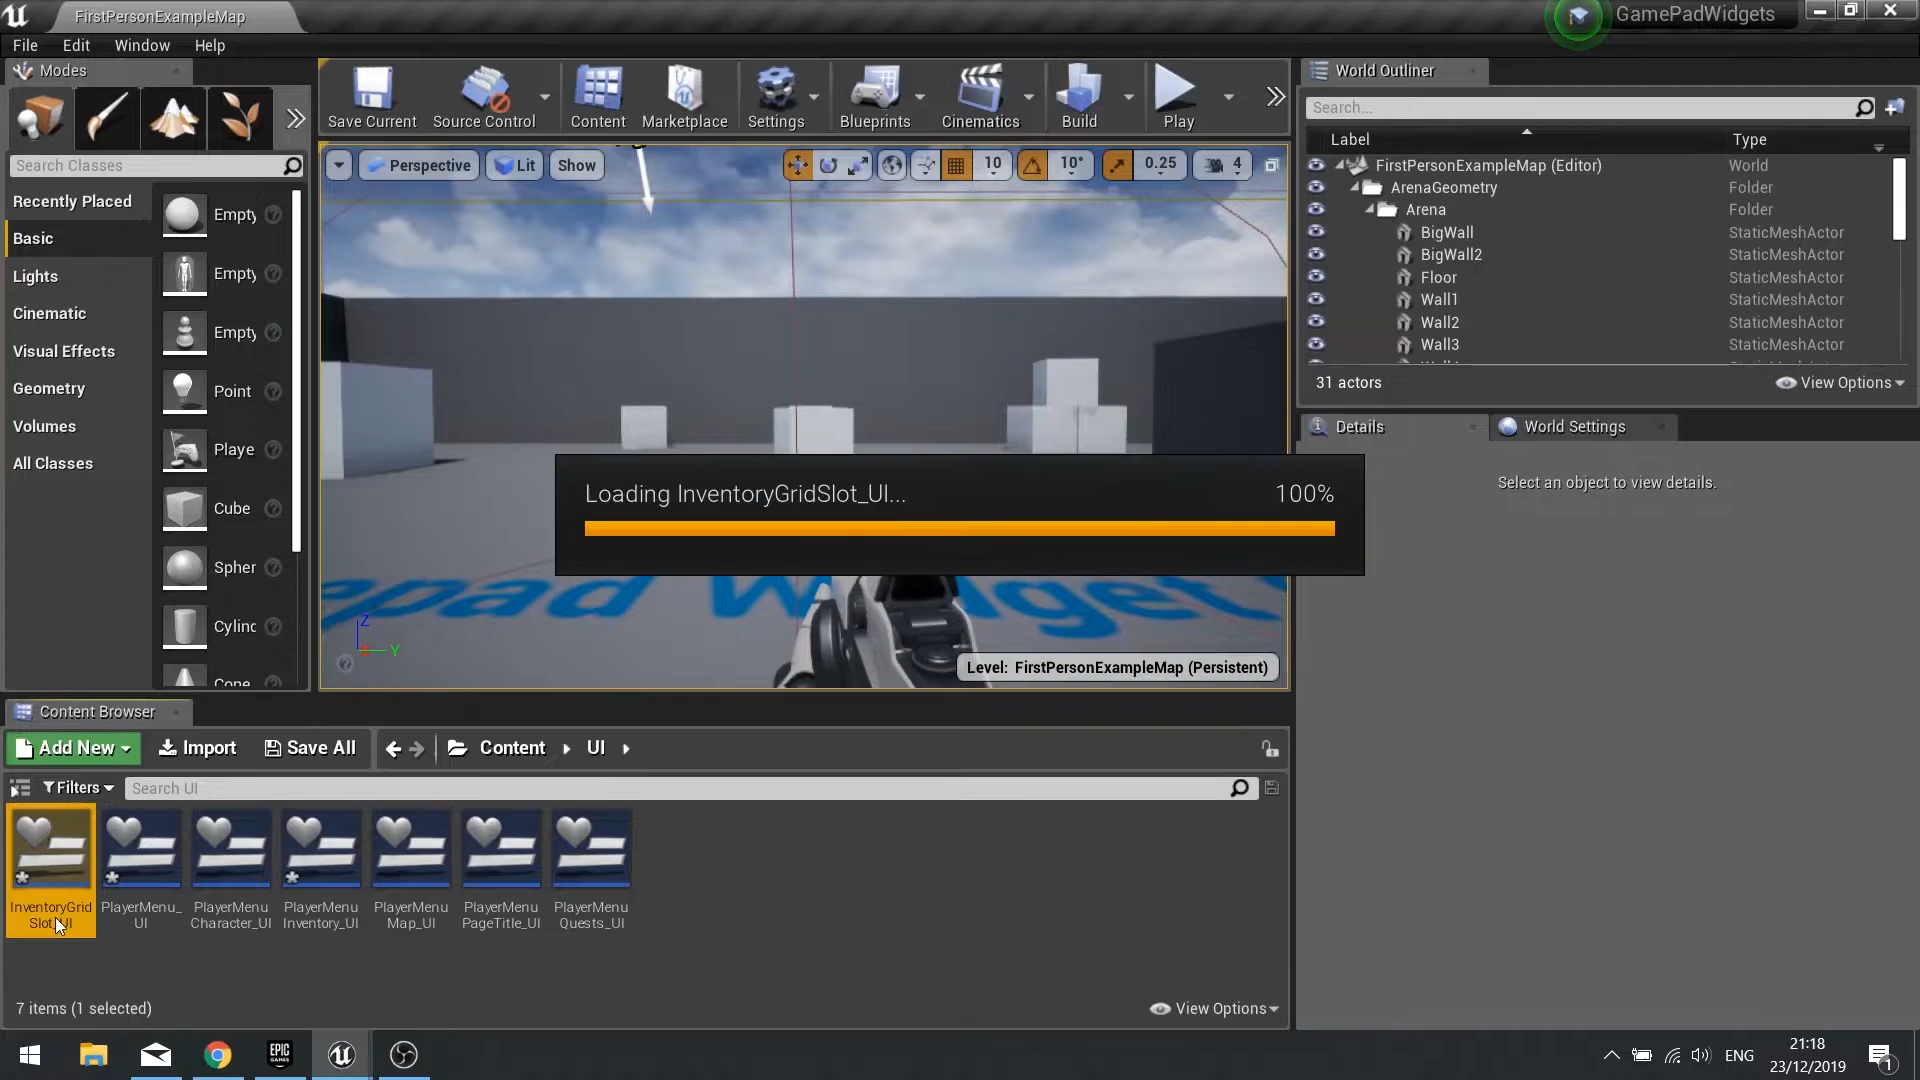 FirstPersonExampleMap
GamePadWidgets
File Edit Window Help
Modes
Save Current
Source Control
Content
Marketplace
Settings
Blueprints
Cinematics
Build
Play
World Outliner
Search...
Label Type
Search Classes
Perspective
Lit
Show
10
10°
0.25
4
Recently Placed
Basic
Lights
Cinematic
Visual Effects
Geometry
Volumes
All Classes
Empty
Empty
Empty
Point
Playe
Cube
Spher
Cylinc
Cone
FirstPersonExampleMap (Editor) World
ArenaGeometry Folder
Arena Folder
BigWall StaticMeshActor
BigWall2 StaticMeshActor
Floor StaticMeshActor
Wall1 StaticMeshActor
Wall2 StaticMeshActor
Wall3 StaticMeshActor
31 actors
View Options
Details
World Settings
Select an object to view details.
Loading InventoryGridSlot_UI... 100%
epad Widget
Z
Y
Level: FirstPersonExampleMap (Persistent)
Content Browser
Add New
Import
Save All
Content
UI
Filters
Search UI
InventoryGrid
Slot_UI
PlayerMenu_
UI
PlayerMenu
Character_UI
PlayerMenu
Inventory_UI
PlayerMenu
Map_UI
PlayerMenu
PageTitle_UI
PlayerMenu
Quests_UI
7 items (1 selected)
View Options
EPIC
GAMES
ENG
21:18
23/12/2019
1